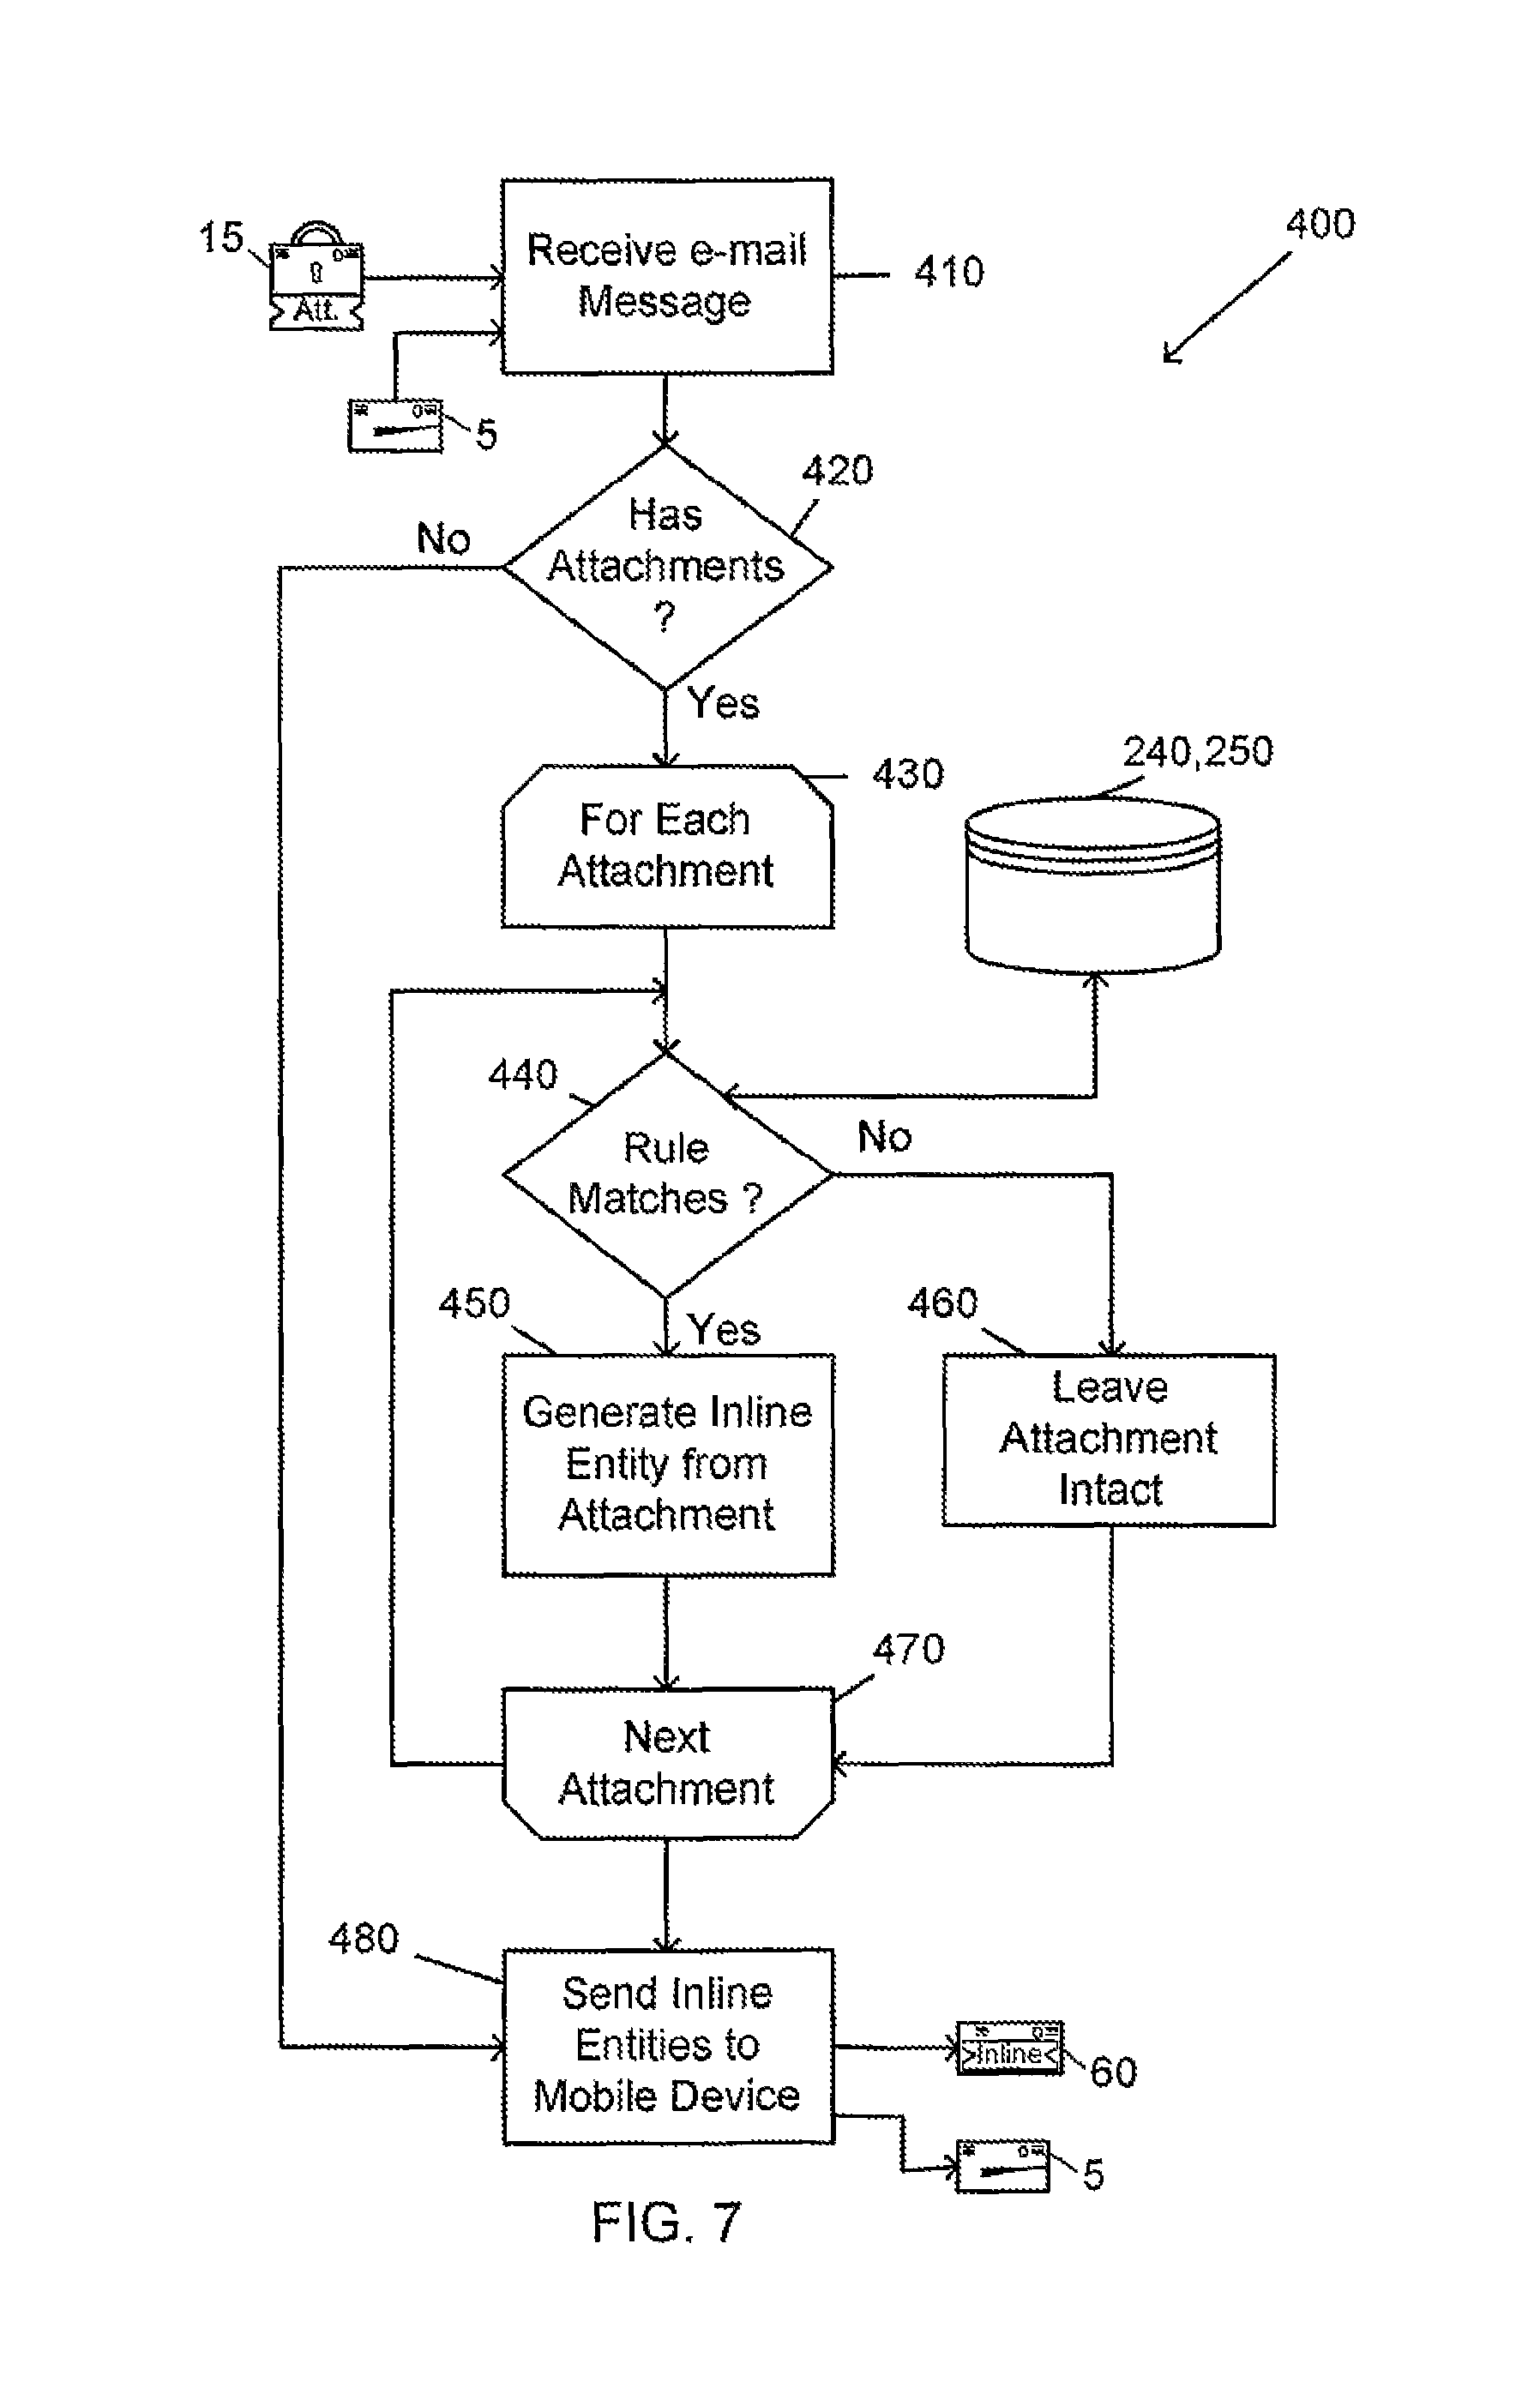 400
15
Att.
Receive e-mail
Message
410
5
420
No
Has
Attachments
?
Yes
430
For Each
Attachment
240,250
440
Rule
Matches ?
No
Yes
450
Generate Inline
Entity from
Attachment
460
Leave
Attachment
Intact
470
Next
Attachment
480
Send Inline
Entities to
Mobile Device
>Inline<
60
5
FIG. 7